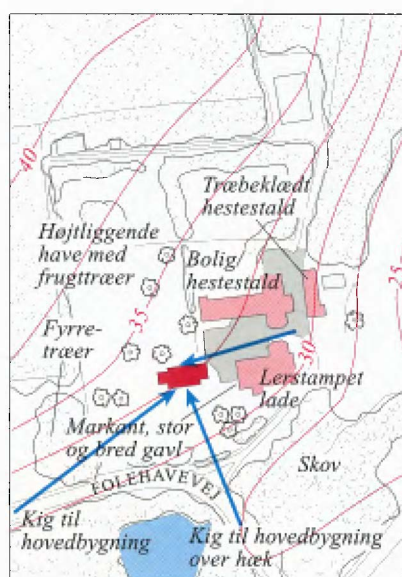 40
Træbeklædt
hestestald
Højtliggende
have med
frugttræer
Bolig
hestestald
25
35
Fyrre-
træer
30
Lerstampet
lade
Markant, stor
og bred gavl
FOLEHAVEVEJ
Skov
Kig til
hovedbygning
Kig til hovedbygning
over hæk